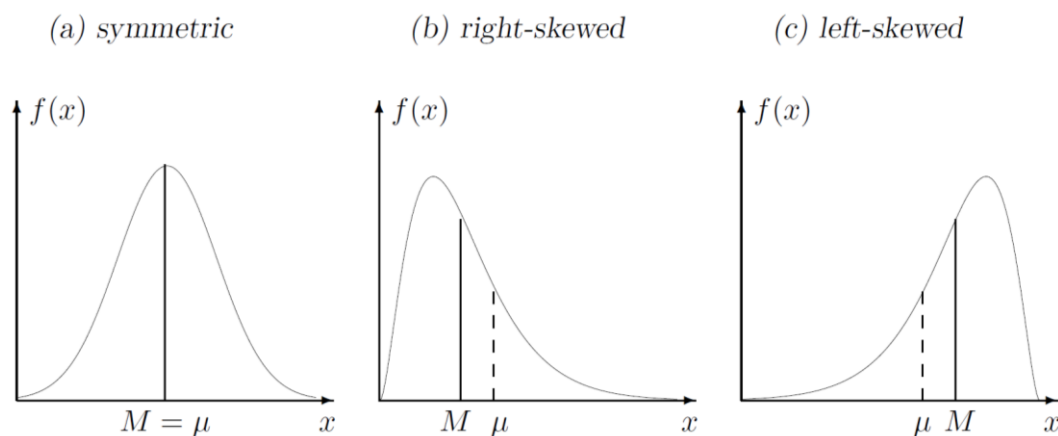 (a) symmetric (b) right-skewed (c) left-skewed
f(x) f(x) f(x)
M = μ x M μ x μ M x